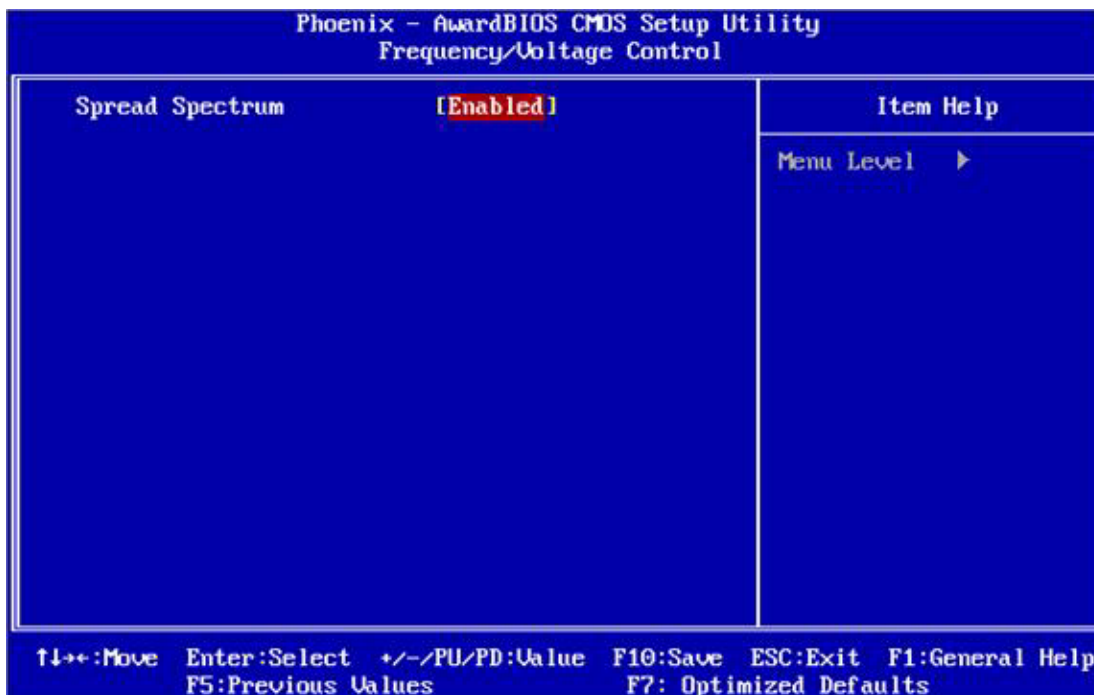 Phoenix - AwardBIOS CMOS Setup Utility
Frequency/Voltage Control
Spread Spectrum [Enabled]
Item Help
Menu Level ▶
↑↓→←:Move Enter:Select +/-/PU/PD:Value F10:Save ESC:Exit F1:General Help
F5:Previous Values F7: Optimized Defaults